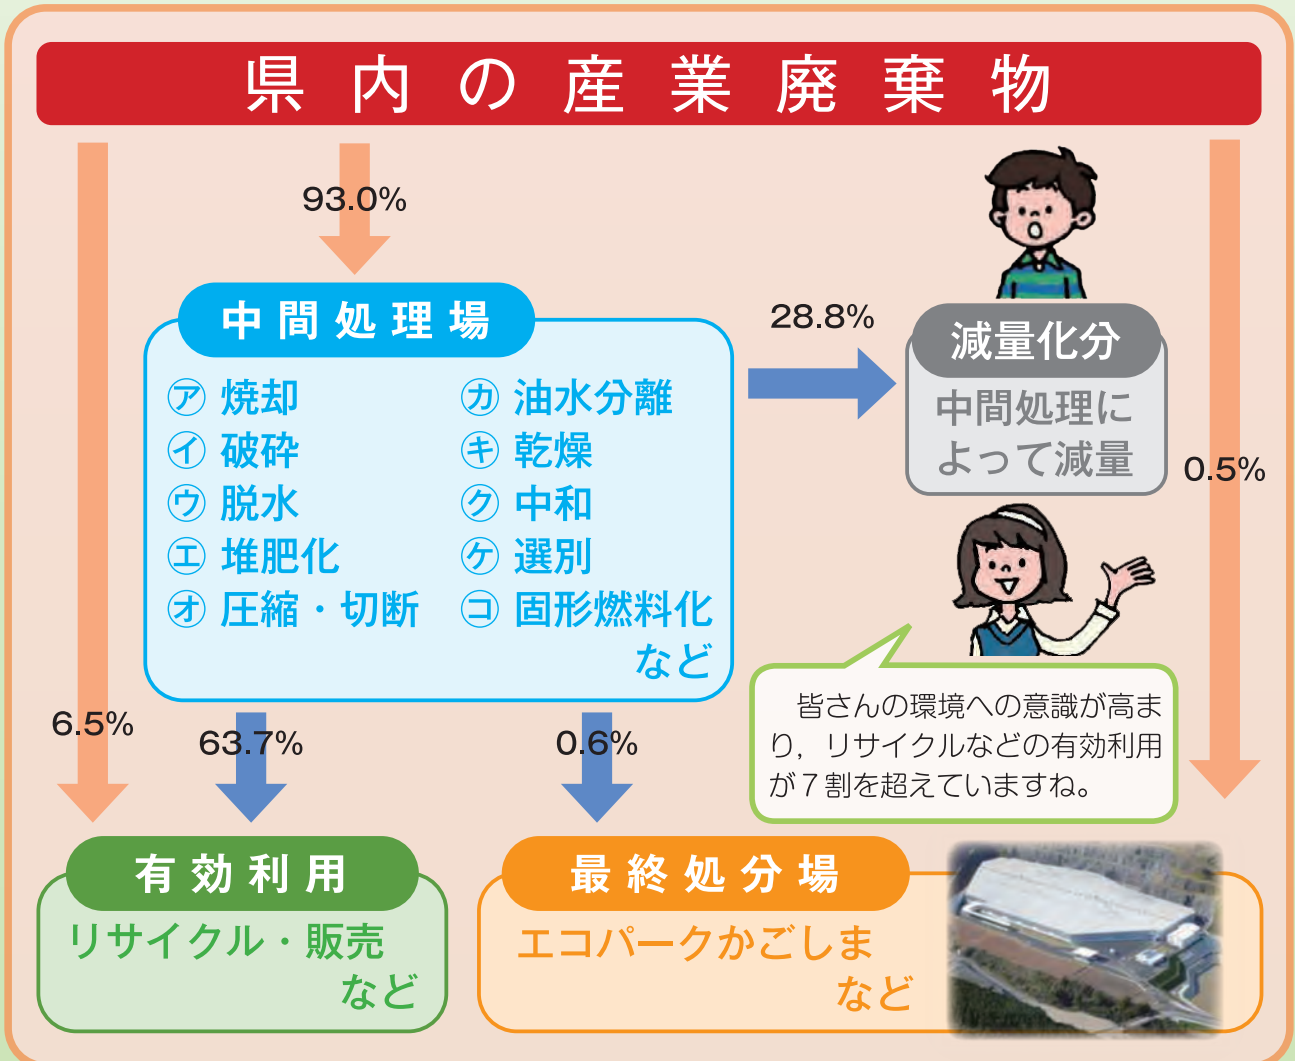 県内の産業廃棄物
93.0%
中間処理場
㋐ 焼却
㋑ 破砕
㋒ 脱水
㋓ 堆肥化
㋔ 圧縮・切断
㋕ 油水分離
㋖ 乾燥
㋗ 中和
㋘ 選別
㋙ 固形燃料化
など
28.8%
減量化分
中間処理に
よって減量
0.5%
皆さんの環境への意識が高ま
り，リサイクルなどの有効利用
が７割を超えていますね。
6.5%
63.7%
0.6%
有効利用
リサイクル・販売
など
最終処分場
エコパークかごしま
など